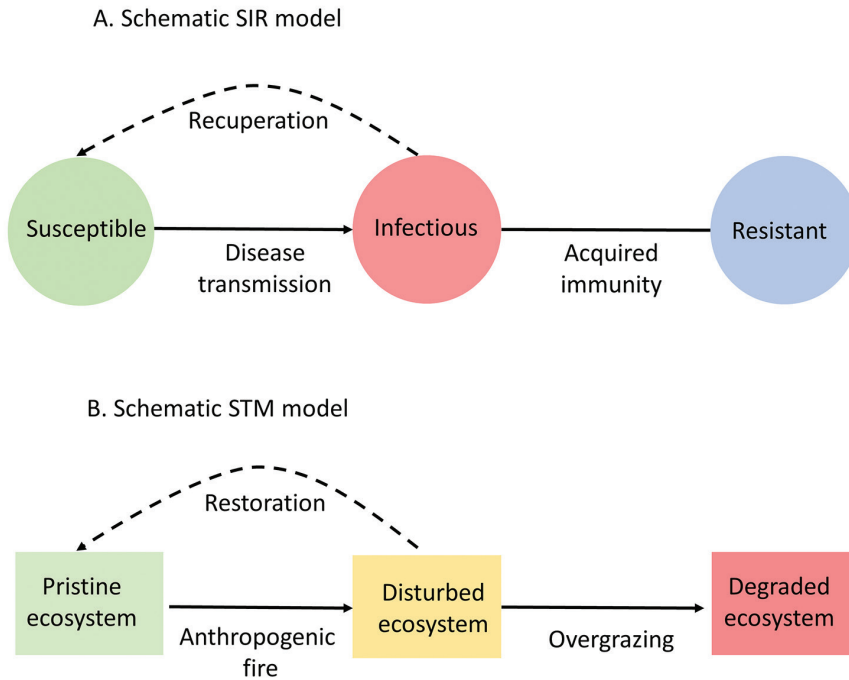 A. Schematic SIR model
Recuperation
Susceptible
Infectious
Resistant
Disease
transmission
Acquired
immunity
B. Schematic STM model
Restoration
Pristine
ecosystem
Disturbed
ecosystem
Degraded
ecosystem
Anthropogenic
fire
Overgrazing